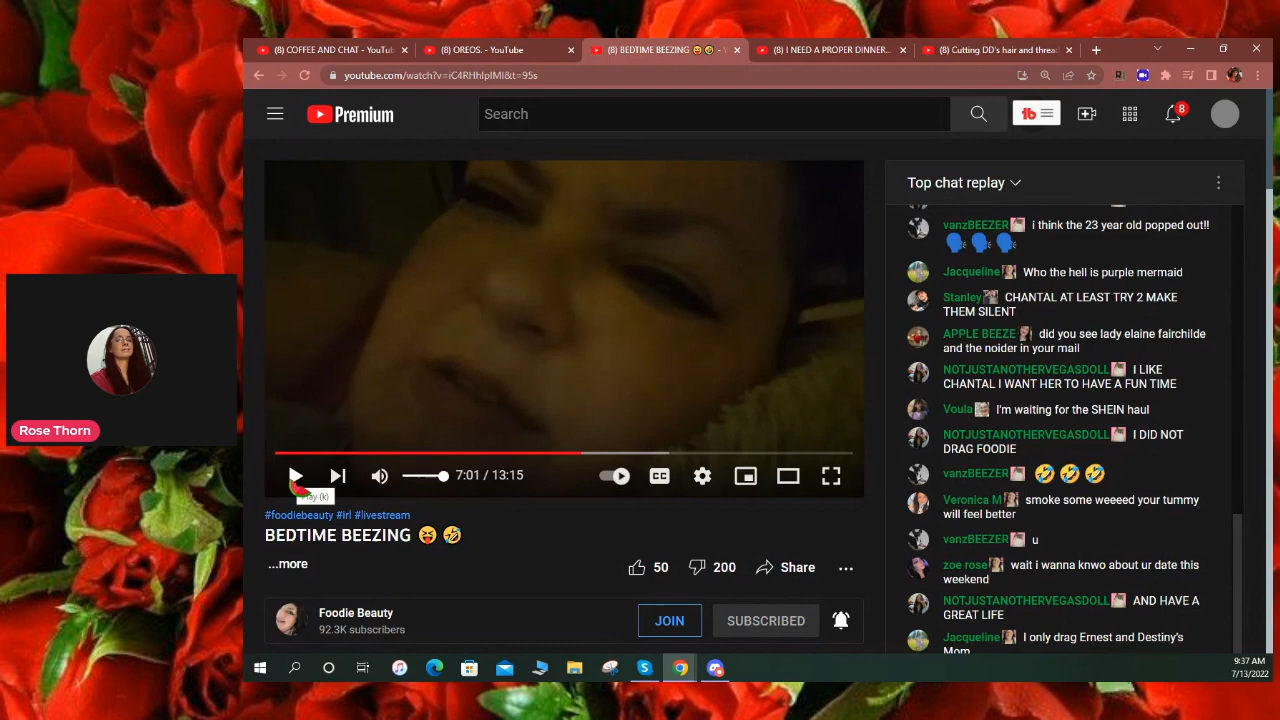 (8) COFFEE AND CHAT - YouTub
(8) OREOS. - YouTube
(8) BEDTIME BEEZING 😝 🤣 - Y
(8) I NEED A PROPER DINNER...
(8) Cutting DD's hair and threa
youtube.com/watch?v=iC4RHhIpIMI&t=95s
Premium
Search
tb
8
Top chat replay
vanzBEEZER i think the 23 year old popped out!!
🗣️ 🗣️ 🗣️
Jacqueline Who the hell is purple mermaid
Stanley CHANTAL AT LEAST TRY 2 MAKE
THEM SILENT
APPLE BEEZE did you see lady elaine fairchilde
and the noider in your mail
NOTJUSTANOTHERVEGASDOLL I LIKE
CHANTAL I WANT HER TO HAVE A FUN TIME
Voula I'm waiting for the SHEIN haul
NOTJUSTANOTHERVEGASDOLL I DID NOT
DRAG FOODIE
vanzBEEZER 🤣 🤣 🤣
Veronica M smoke some weeeed your tummy
will feel better
vanzBEEZER u
zoe rose wait i wanna knwo about ur date this
weekend
NOTJUSTANOTHERVEGASDOLL AND HAVE A
GREAT LIFE
Jacqueline I only drag Ernest and Destiny's
Mom
Rose Thorn
7:01 / 13:15
CC
Play (k)
#foodiebeauty #irl #livestream
BEDTIME BEEZING 😝 🤣
...more
50
200
Share
Foodie Beauty
92.3K subscribers
JOIN
SUBSCRIBED
9:37 AM
7/13/2022